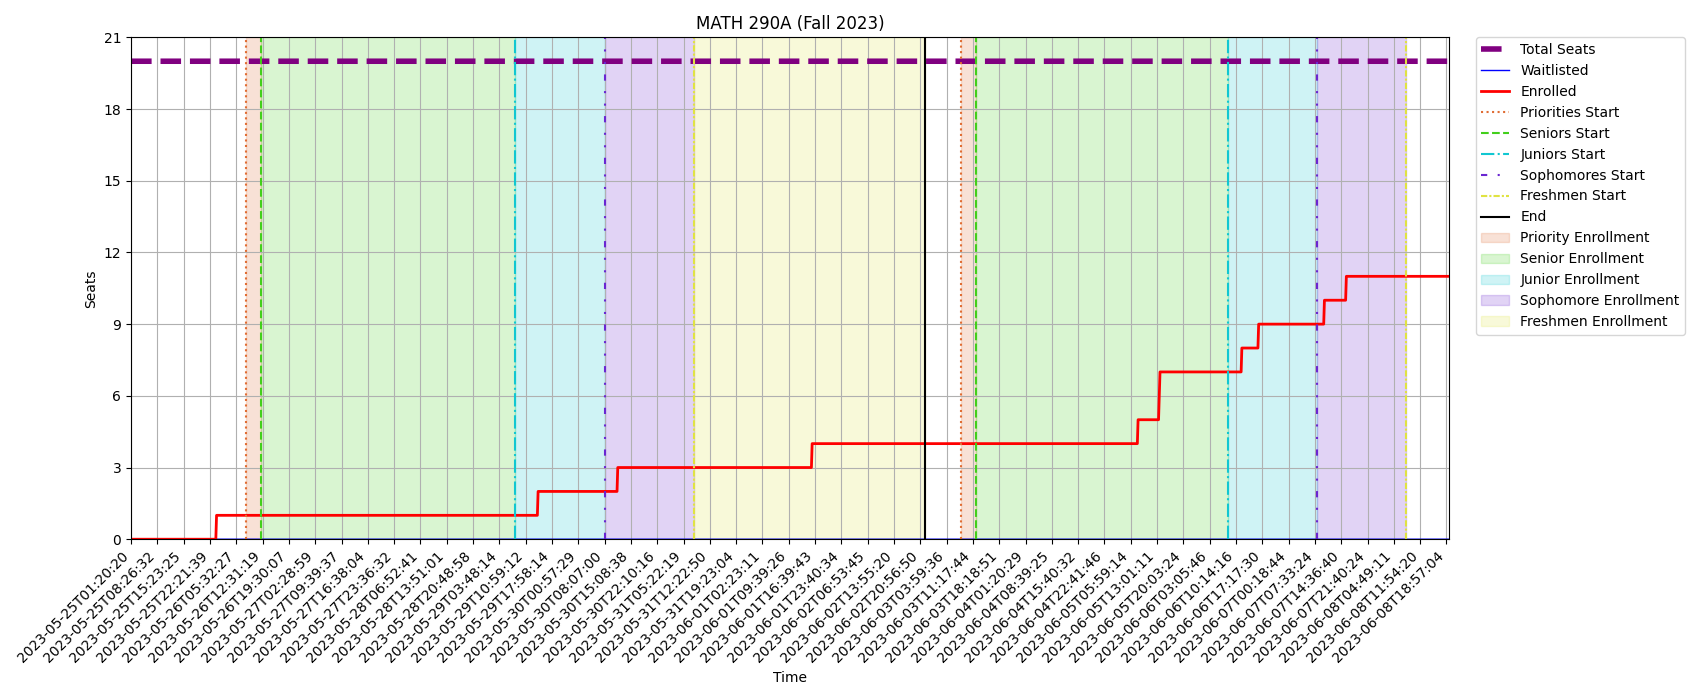 MATH 290A (Fall 2023)
21
18
15
12
9
6
3
0
Seats
2023-05-25T01:20:20
2023-05-25T08:26:32
2023-05-25T15:23:25
2023-05-25T22:21:39
2023-05-26T05:32:27
2023-05-26T12:31:19
2023-05-26T19:30:07
2023-05-27T02:28:59
2023-05-27T09:39:37
2023-05-27T16:38:04
2023-05-27T23:36:32
2023-05-28T06:52:41
2023-05-28T13:51:01
2023-05-28T20:48:58
2023-05-29T03:48:14
2023-05-29T10:59:12
2023-05-29T17:58:14
2023-05-30T00:57:29
2023-05-30T08:07:00
2023-05-30T15:08:38
2023-05-30T22:10:16
2023-05-31T05:22:19
2023-05-31T12:22:50
2023-05-31T19:23:04
2023-06-01T02:23:11
2023-06-01T09:39:26
2023-06-01T16:39:43
2023-06-01T23:40:34
2023-06-02T06:53:45
2023-06-02T13:55:20
2023-06-02T20:56:50
2023-06-03T03:59:36
2023-06-03T11:17:44
2023-06-03T18:18:51
2023-06-04T01:20:29
2023-06-04T08:39:25
2023-06-04T15:40:32
2023-06-04T22:41:46
2023-06-05T05:59:14
2023-06-05T13:01:11
2023-06-05T20:03:24
2023-06-06T03:05:46
2023-06-06T10:14:16
2023-06-06T17:17:30
2023-06-07T00:18:44
2023-06-07T07:33:24
2023-06-07T14:36:40
2023-06-07T21:40:24
2023-06-08T04:49:11
2023-06-08T11:54:20
2023-06-08T18:57:04
Time
Total Seats
Waitlisted
Enrolled
Priorities Start
Seniors Start
Juniors Start
Sophomores Start
Freshmen Start
End
Priority Enrollment
Senior Enrollment
Junior Enrollment
Sophomore Enrollment
Freshmen Enrollment